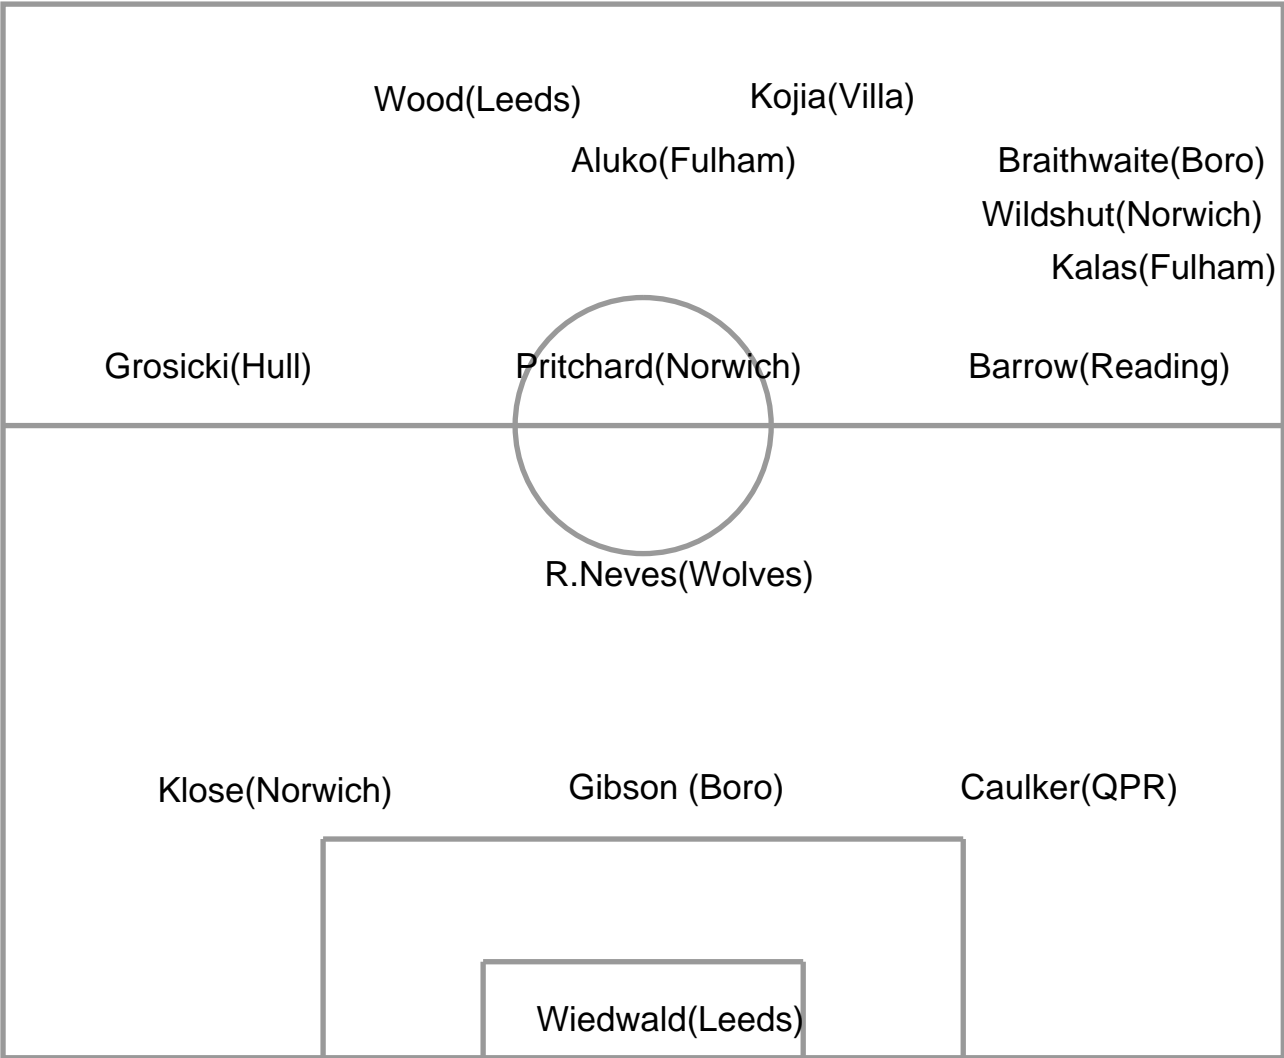 Wood(Leeds)
Kojia(Villa)
Aluko(Fulham)
Braithwaite(Boro)
Wildshut(Norwich)
Kalas(Fulham)
Grosicki(Hull)
Pritchard(Norwich)
Barrow(Reading)
R.Neves(Wolves)
Klose(Norwich)
Gibson (Boro)
Caulker(QPR)
Wiedwald(Leeds)